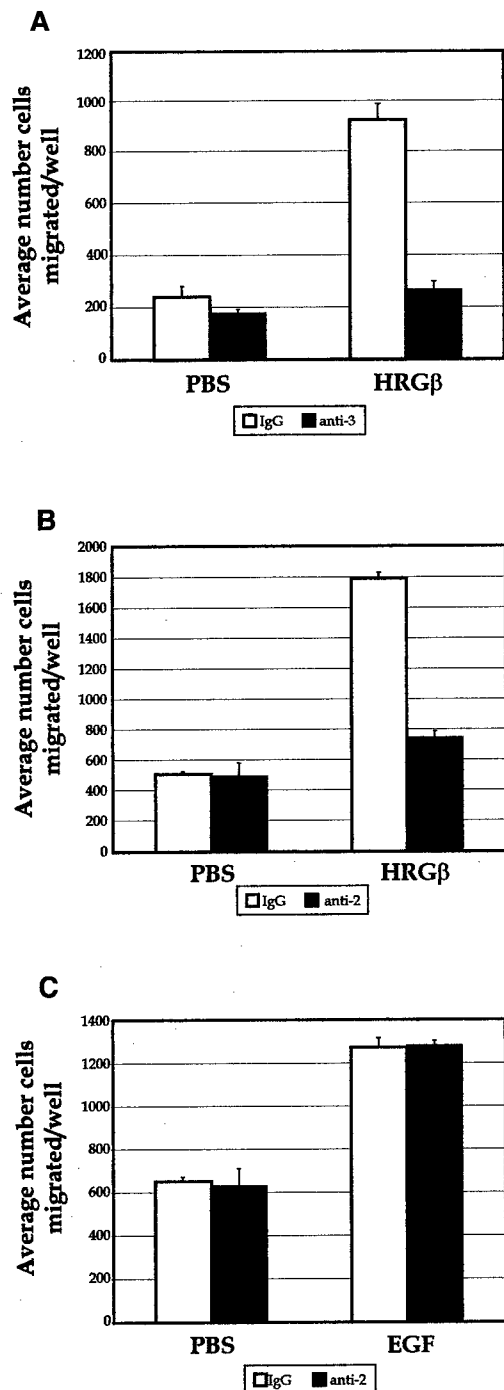 A
Average number cells
migrated/well
1200
1000
800
600
400
200
0
PBS
HRGβ
IgG anti-3
B
Average number cells
migrated/well
2000
1800
1600
1400
1200
1000
800
600
400
200
0
PBS
HRGβ
IgG anti-2
C
Average number cells
migrated/well
1400
1200
1000
800
600
400
200
0
PBS
EGF
IgG anti-2